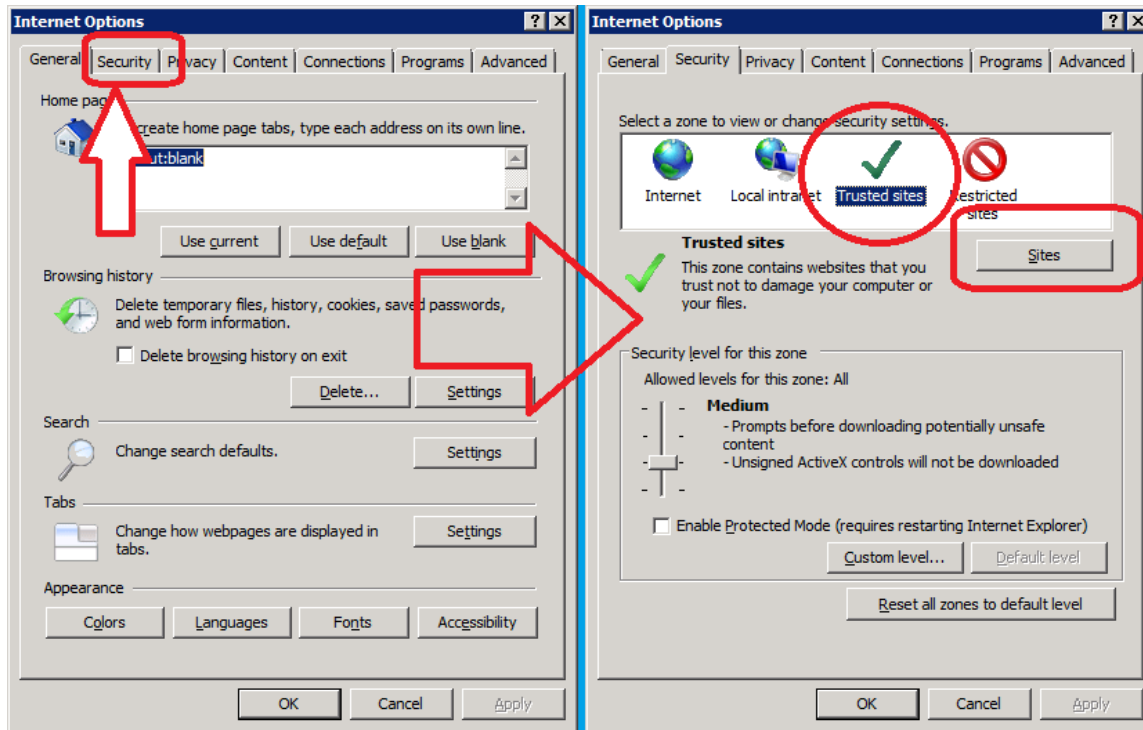 Internet Options
General Security Privacy Content Connections Programs Advanced
Home page
create home page tabs, type each address on its own line.
Use current Use default Use blank
Browsing history
Delete temporary files, history, cookies, saved passwords,
and web form information.
Delete browsing history on exit
Delete... Settings
Search
Change search defaults.
Settings
Tabs
Change how webpages are displayed in
tabs.
Settings
Appearance
Colors Languages Fonts Accessibility
OK Cancel Apply
Internet Options
General Security Privacy Content Connections Programs Advanced
Select a zone to view or change security settings.
Internet Local intranet Trusted sites Restricted
sites
Trusted sites
This zone contains websites that you
trust not to damage your computer or
your files.
Sites
Security level for this zone
Allowed levels for this zone: All
Medium
- Prompts before downloading potentially unsafe
content
- Unsigned ActiveX controls will not be downloaded
Enable Protected Mode (requires restarting Internet Explorer)
Custom level... Default level
Reset all zones to default level
OK Cancel Apply